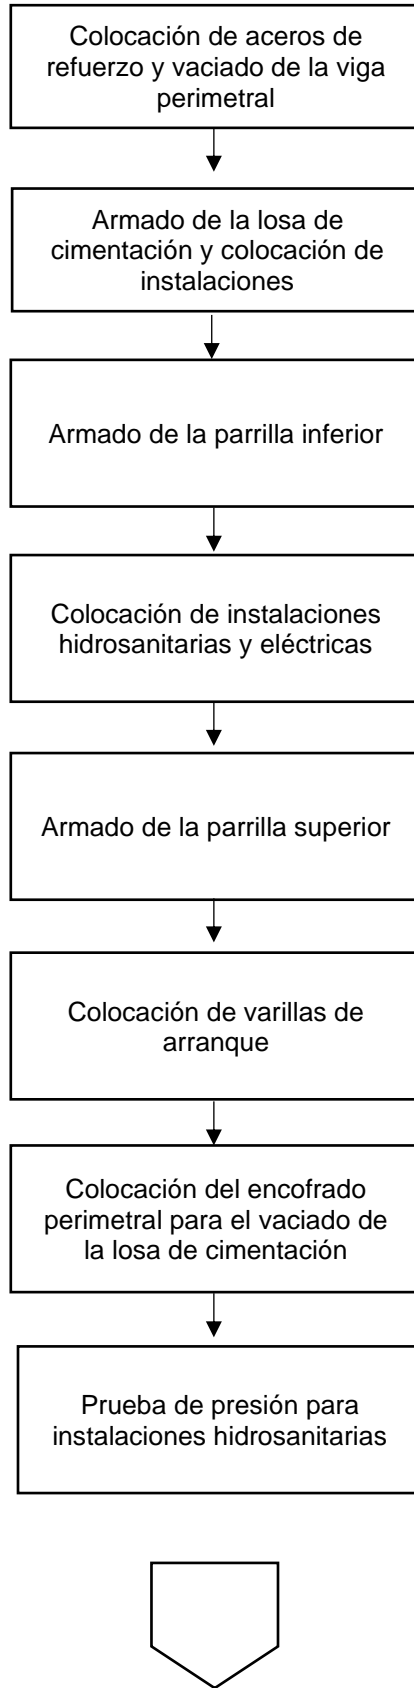 Colocación de aceros de
refuerzo y vaciado de la viga
perimetral
Armado de la losa de
cimentación y colocación de
instalaciones
Armado de la parrilla inferior
Colocación de instalaciones
hidrosanitarias y eléctricas
Armado de la parrilla superior
Colocación de varillas de
arranque
Colocación del encofrado
perimetral para el vaciado de
la losa de cimentación
Prueba de presión para
instalaciones hidrosanitarias